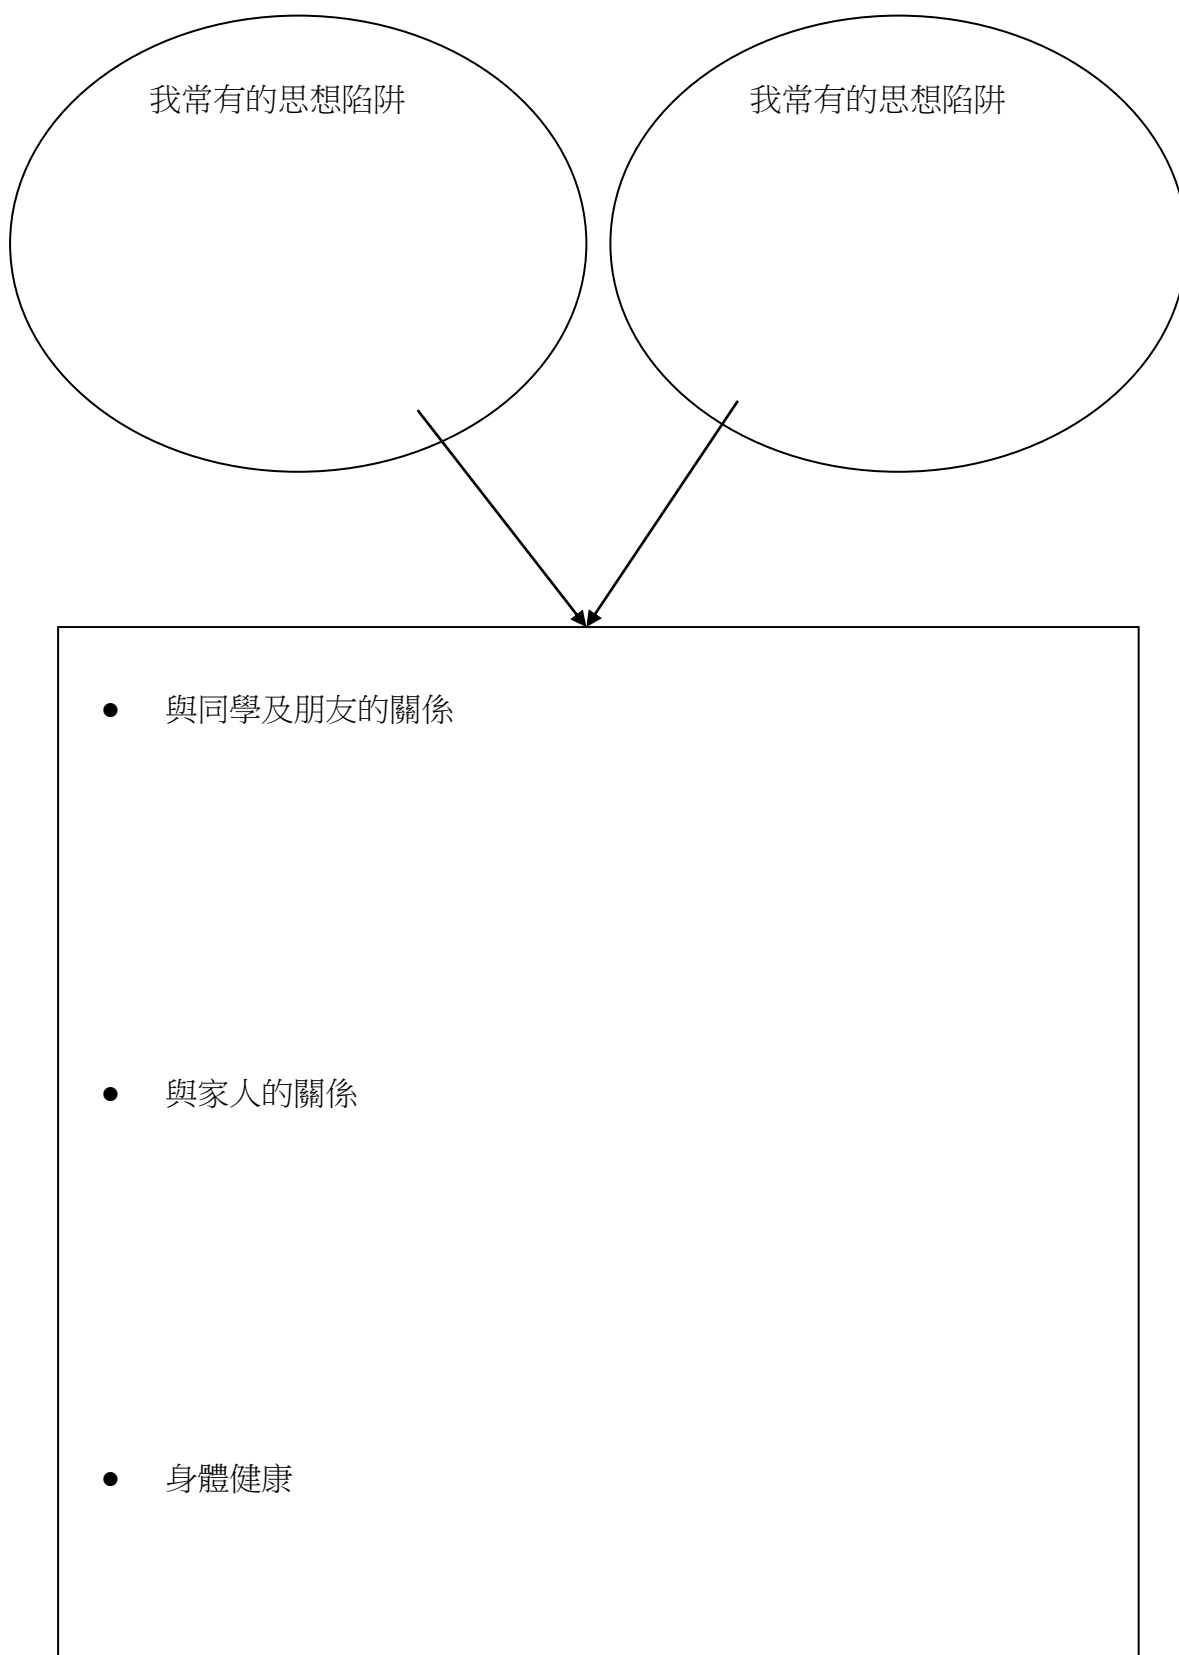 我常有的思想陷阱
我常有的思想陷阱
● 與同學及朋友的關係
● 與家人的關係
● 身體健康